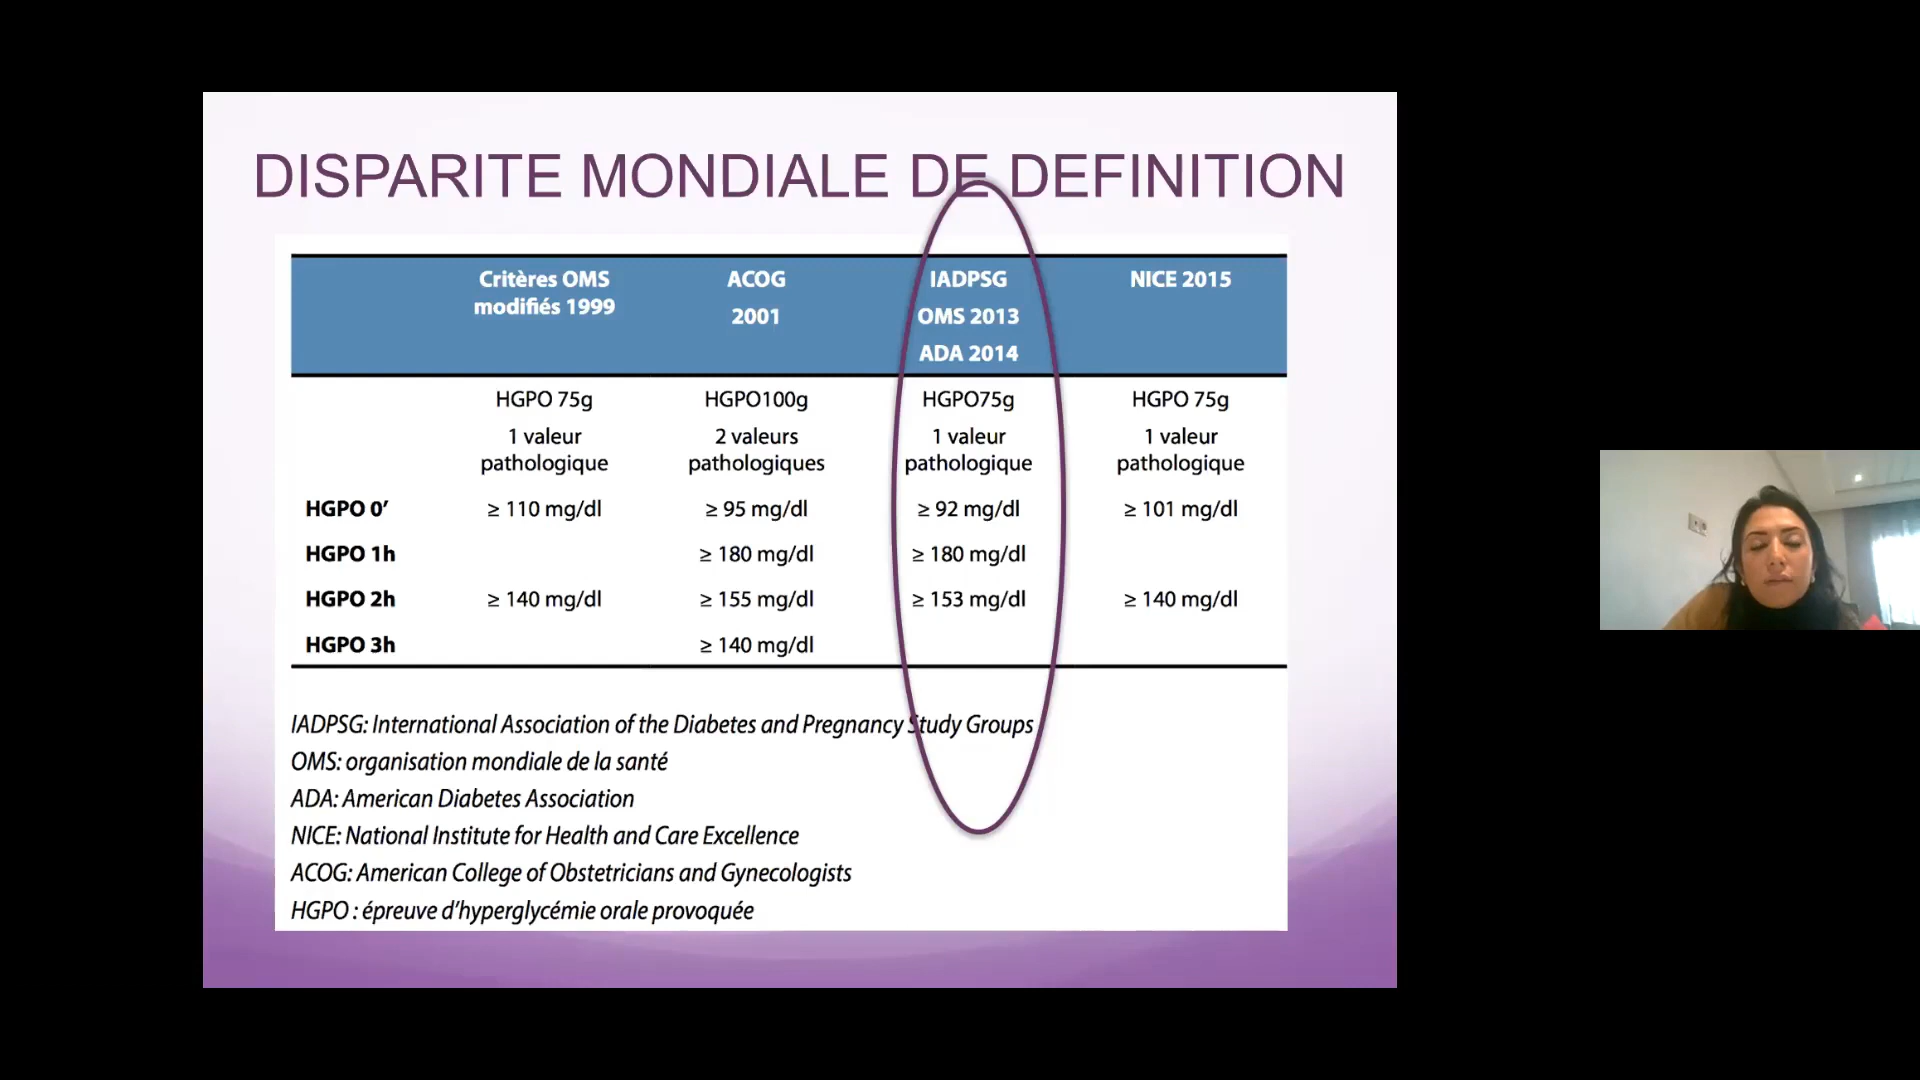 DISPARITE MONDIALE DE DEFINITION
Critères OMS modifiés 1999 ACOG 2001 IADPSG OMS 2013 ADA 2014 NICE 2015
HGPO 75g HGPO100g HGPO75g HGPO 75g
1 valeur pathologique 2 valeurs pathologiques 1 valeur pathologique 1 valeur pathologique
HGPO 0’ ≥ 110 mg/dl ≥ 95 mg/dl ≥ 92 mg/dl ≥ 101 mg/dl
HGPO 1h ≥ 180 mg/dl ≥ 180 mg/dl
HGPO 2h ≥ 140 mg/dl ≥ 155 mg/dl ≥ 153 mg/dl ≥ 140 mg/dl
HGPO 3h ≥ 140 mg/dl
IADPSG: International Association of the Diabetes and Pregnancy Study Groups
OMS: organisation mondiale de la santé
ADA: American Diabetes Association
NICE: National Institute for Health and Care Excellence
ACOG: American College of Obstetricians and Gynecologists
HGPO : épreuve d’hyperglycémie orale provoquée